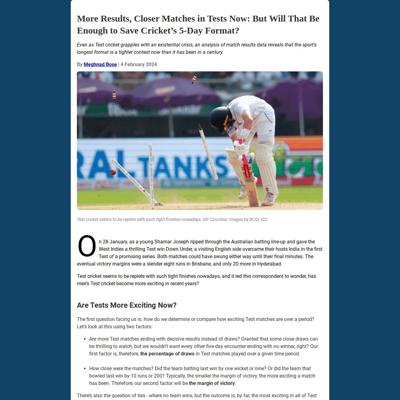 More Results, Closer Matches in Tests Now: But Will That Be
Enough to Save Cricket's 5-Day Format?
Even as Test cricket grapples with an existential crisis, an analysis of match results data reveals that the sport's
longest format is a tighter contest now than it has been in a century.
By Meghnad Bose | 4 February 2024
IAL TANKS
Test cricket seems to be replete with such tight finishes nowadays. GIF Courtesy: Images by BCCI, ICC
On 28 January, as a young Shamar Joseph ripped through the Australian batting line-up and gave the
West Indies a thrilling Test win Down Under, a visiting English side overcame their hosts India in the first
Test of a promising series. Both matches could have swung either way until their final minutes. The
eventual victory margins were a slender eight runs in Brisbane, and only 20 more in Hyderabad.
Test cricket seems to be replete with such tight finishes nowadays, and it led this correspondent to wonder, has
men's Test cricket become more exciting in recent years?
Are Tests More Exciting Now?
The first question facing us is: how do we determine or compare how exciting Test matches are over a period?
Let's look at this using two factors:
• Are more Test matches ending with decisive results instead of draws? Granted that some close draws can
be thrilling to watch, but we wouldn't want every other five-day encounter ending with no winner, right? Our
first factor is, therefore, the percentage of draws in Test matches played over a given time period.
• How close were the matches? Did the team batting last win by one wicket or nine? Or did the team that
bowled last win by 10 runs or 200? Typically, the smaller the margin of victory, the more exciting a match
has been. Therefore, our second factor will be the margin of victory.
There's also the question of ties - where no team wins, but the outcome is, by far, the most exciting in all of Test